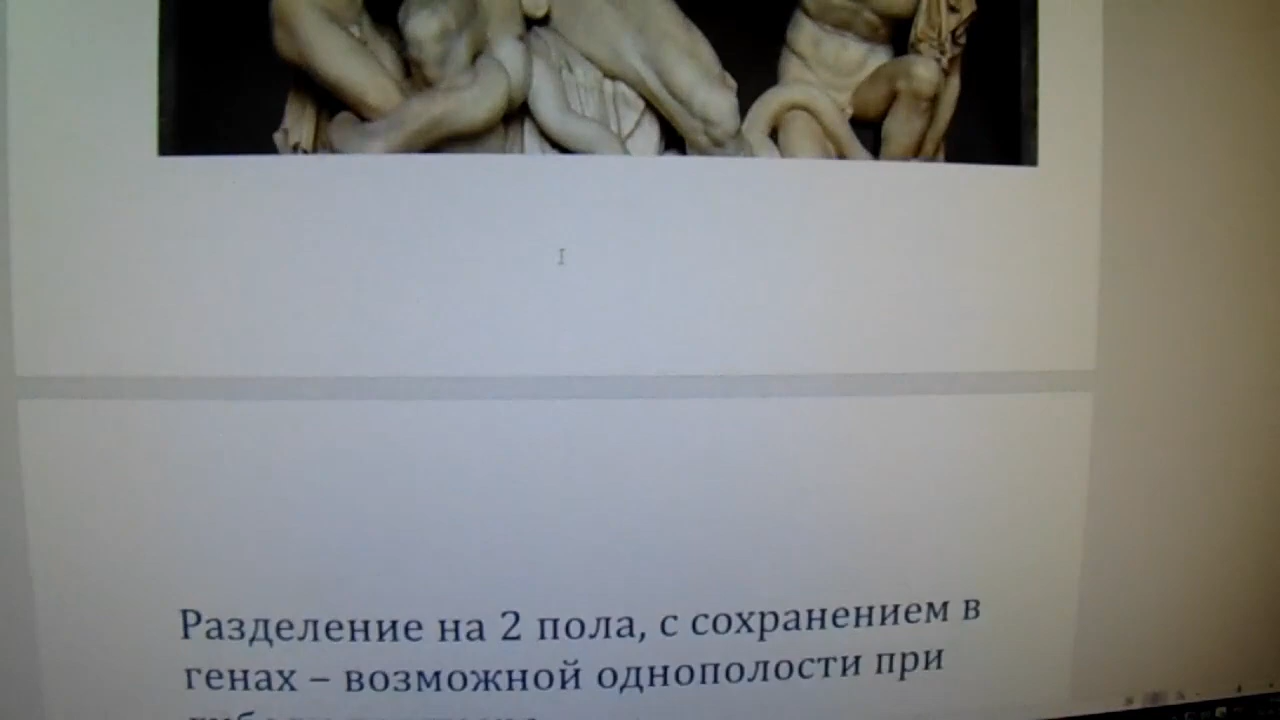 Разделение на 2 пола, с сохранением в
генах – возможной однополости при